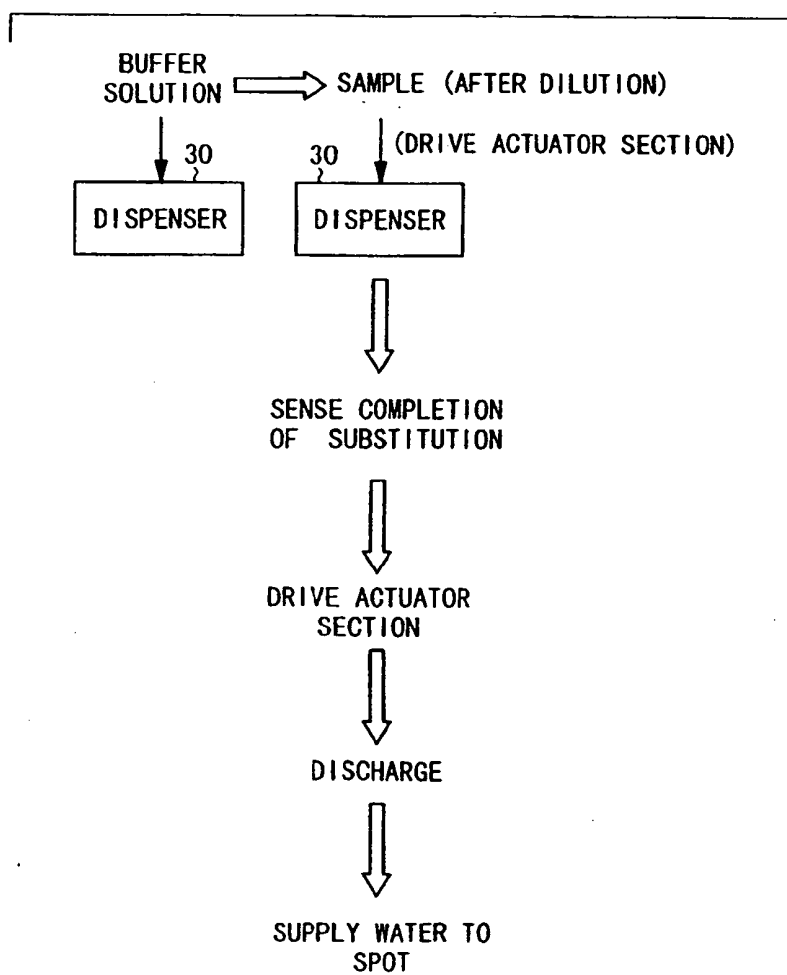 BUFFER
SOLUTION
SAMPLE (AFTER DILUTION)
(DRIVE ACTUATOR SECTION)
30
30
DISPENSER
DISPENSER
SENSE COMPLETION
OF SUBSTITUTION
DRIVE ACTUATOR
SECTION
DISCHARGE
SUPPLY WATER TO
SPOT